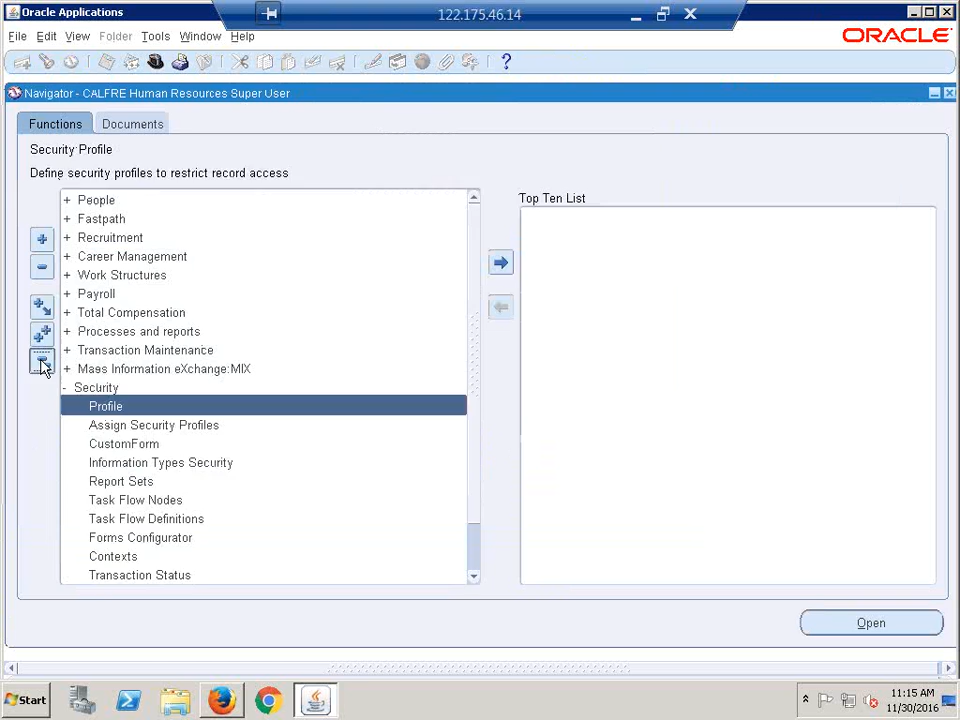 Oracle Applications
122.175.46.14
File Edit View Folder Tools Window Help
ORACLE
Navigator - CALFRE Human Resources Super User
Functions Documents
Security Profile
Define security profiles to restrict record access
Top Ten List
+ People
+ Fastpath
+ Recruitment
+ Career Management
+ Work Structures
+ Payroll
+ Total Compensation
+ Processes and reports
+ Transaction Maintenance
+ Mass Information eXchange:MIX
- Security
Profile
Assign Security Profiles
CustomForm
Information Types Security
Report Sets
Task Flow Nodes
Task Flow Definitions
Forms Configurator
Contexts
Transaction Status
Open
Start
11:15 AM
11/30/2016